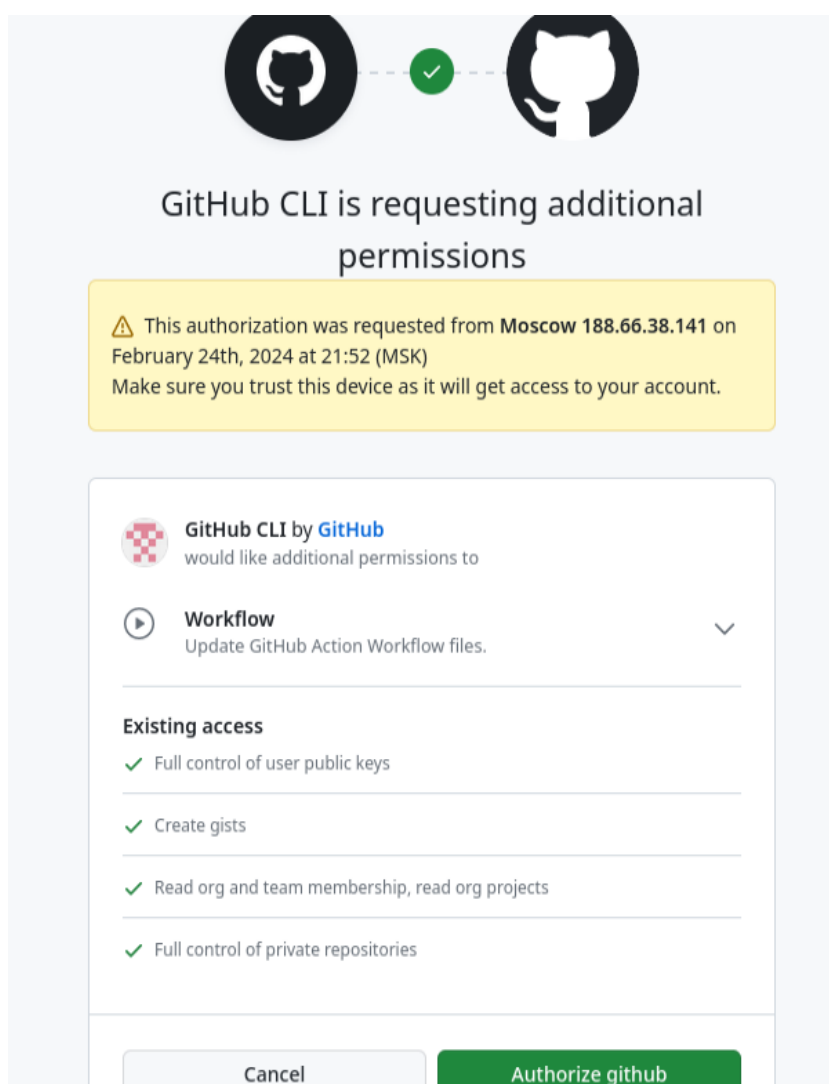 GitHub CLI is requesting additional
permissions
This authorization was requested from Moscow 188.66.38.141 on
February 24th, 2024 at 21:52 (MSK)
Make sure you trust this device as it will get access to your account.
GitHub CLI by GitHub
would like additional permissions to
Workflow
Update GitHub Action Workflow files.
Existing access
Full control of user public keys
Create gists
Read org and team membership, read org projects
Full control of private repositories
Cancel
Authorize github